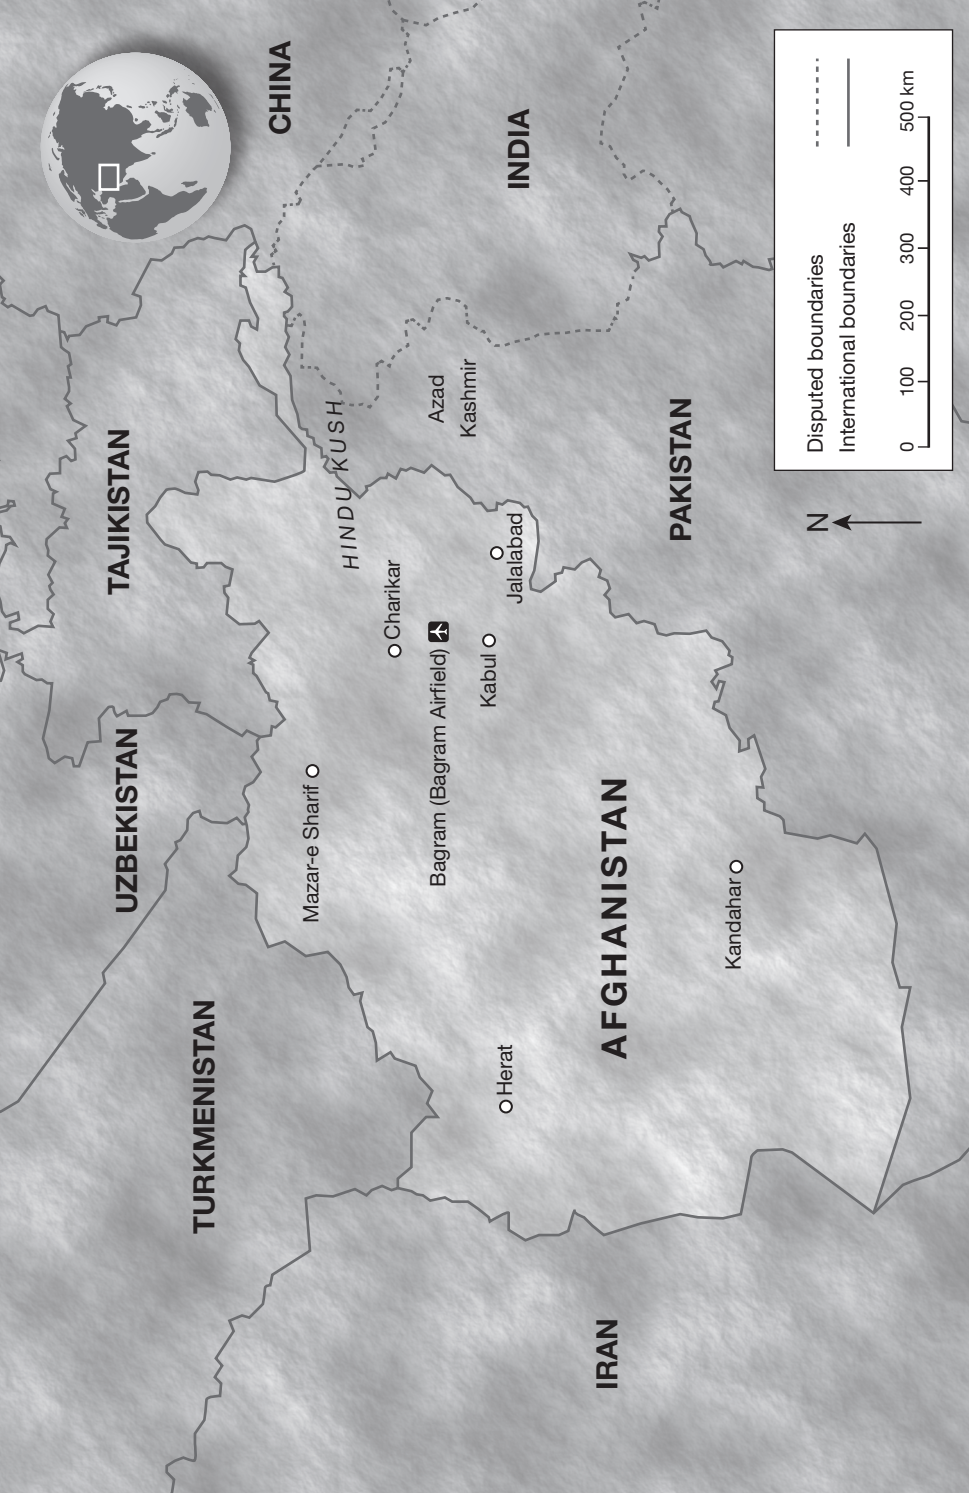 CHINA
TAJIKISTAN
UZBEKISTAN
TURKMENISTAN
HINDU KUSH
INDIA
Azad
Kashmir
Mazar-e Sharif
Charikar
Bagram (Bagram Airfield)
Kabul
Jalalabad
Herat
AFGHANISTAN
PAKISTAN
IRAN
Kandahar
N
Disputed boundaries
International boundaries
0 100 200 300 400 500 km